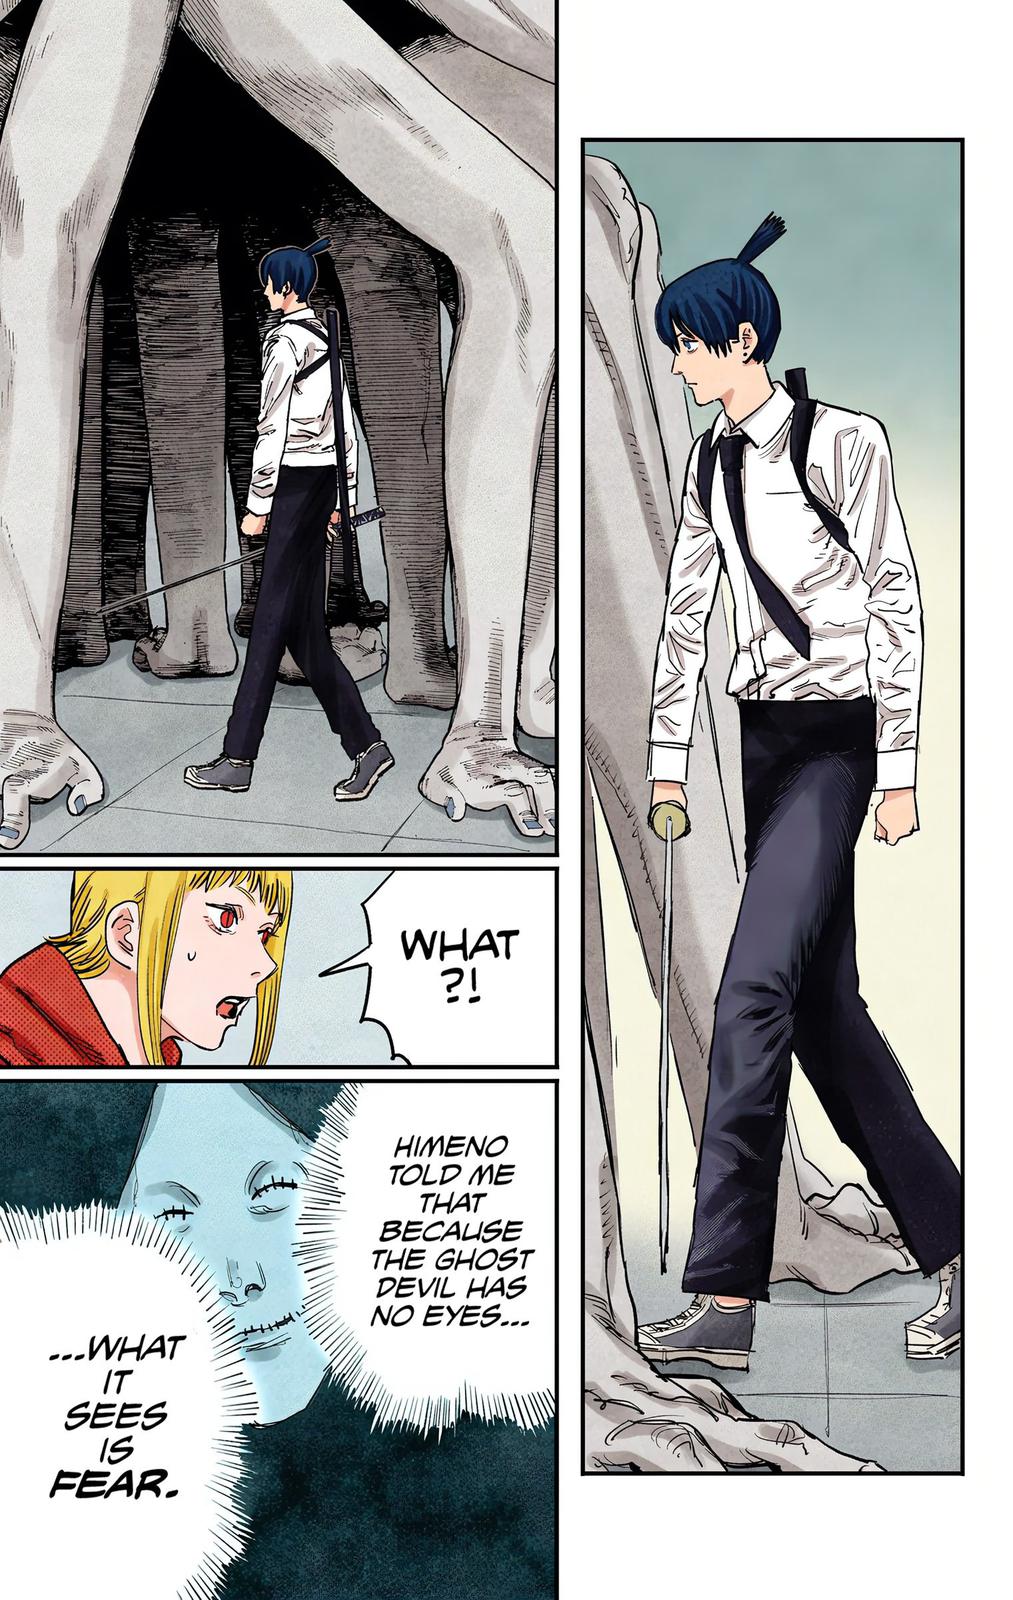 WHAT
?!
HIMENO
TOLD ME
THAT
BECAUSE
THE GHOST
DEVIL HAS
NO EYES...
...WHAT
IT
SEES
IS
FEAR.